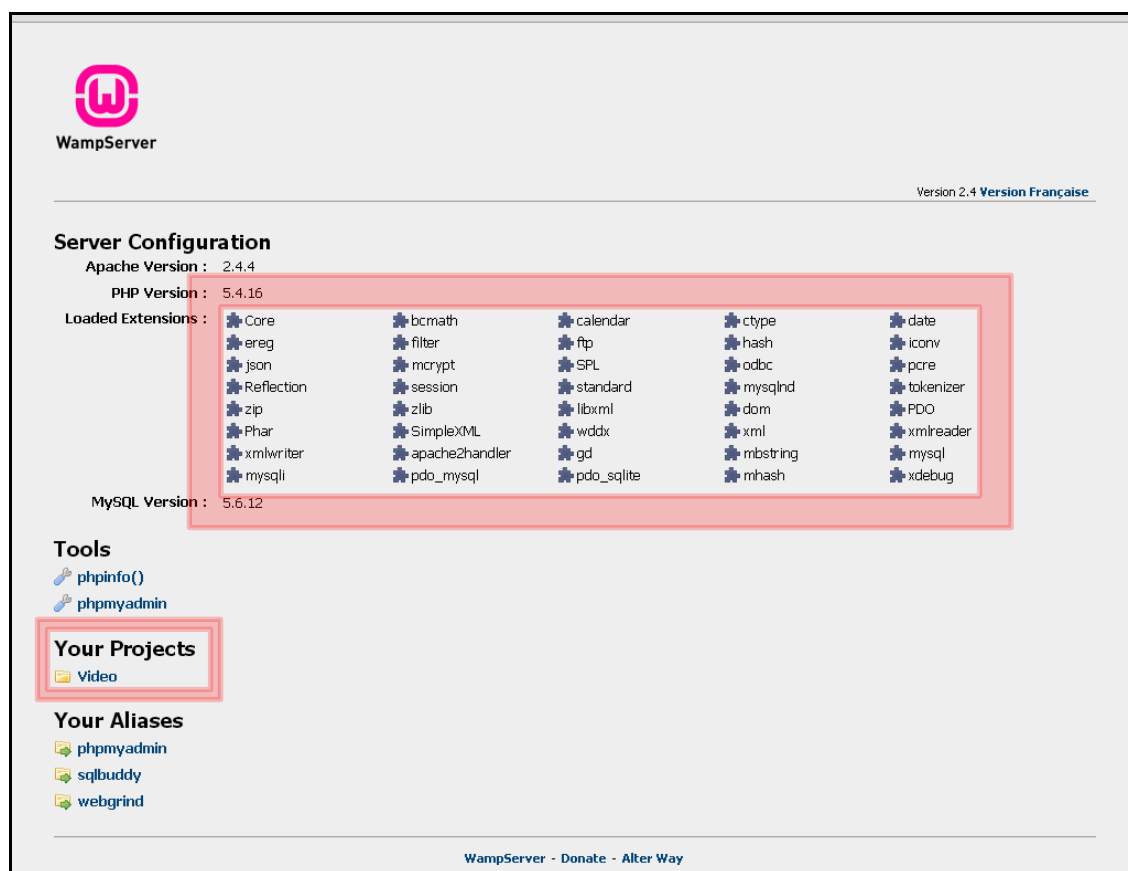 WampServer
Version 2.4 Version Française
Server Configuration
Apache Version : 2.4.4
PHP Version : 5.4.16
Loaded Extensions : Core bcmath calendar ctype date
ereg filter ftp hash iconv
json mcrypt SPL odbc pcre
Reflection session standard mysqlnd tokenizer
zip zlib libxml dom PDO
Phar SimpleXML wddx xml xmlreader
xmlwriter apache2handler gd mbstring mysql
mysqli pdo_mysql pdo_sqlite mhash xdebug
MySQL Version : 5.6.12
Tools
phpinfo()
phpmyadmin
Your Projects
Video
Your Aliases
phpmyadmin
sqlbuddy
webgrind
WampServer - Donate - Alter Way